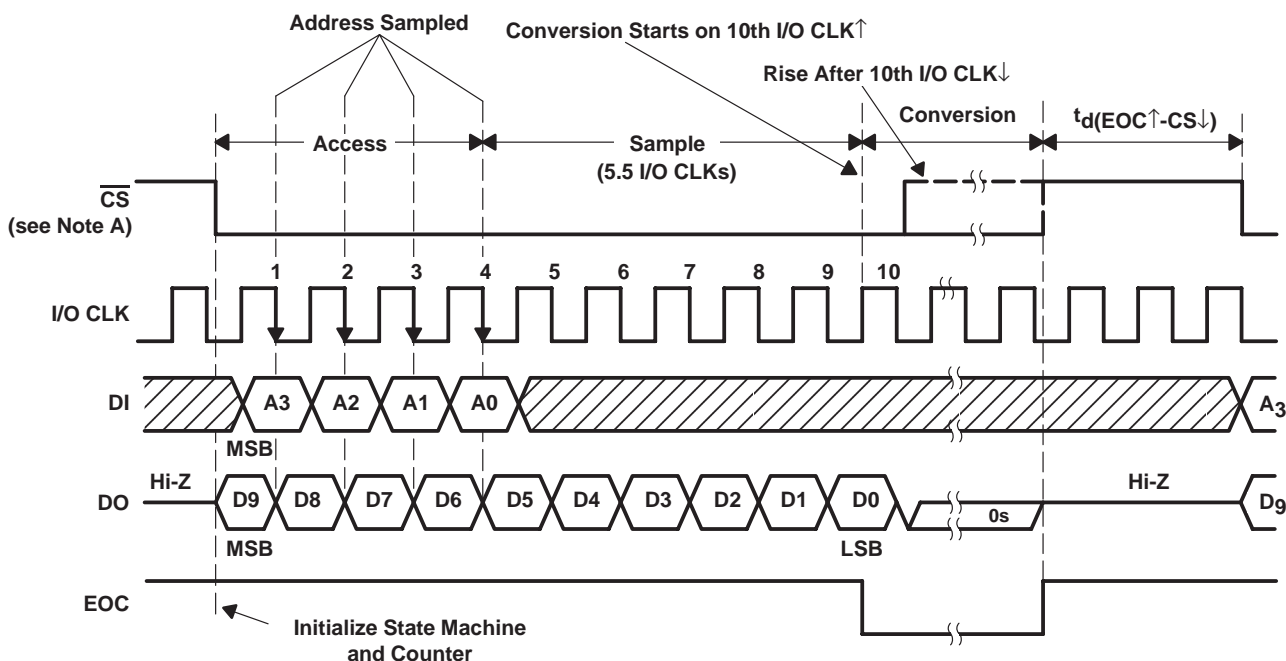 Address Sampled
Conversion Starts on 10th I/O CLK↑
Rise After 10th I/O CLK↓
Access
Sample
(5.5 I/O CLKs)
Conversion
td(EOC↑-CS↓)
CS
(see Note A)
1 2 3 4 5 6 7 8 9 10
I/O CLK
DI
A3 A2 A1 A0 A3
MSB
Hi-Z
DO
D9 D8 D7 D6 D5 D4 D3 D2 D1 D0 0s Hi-Z D9
MSB LSB
EOC
Initialize State Machine
and Counter